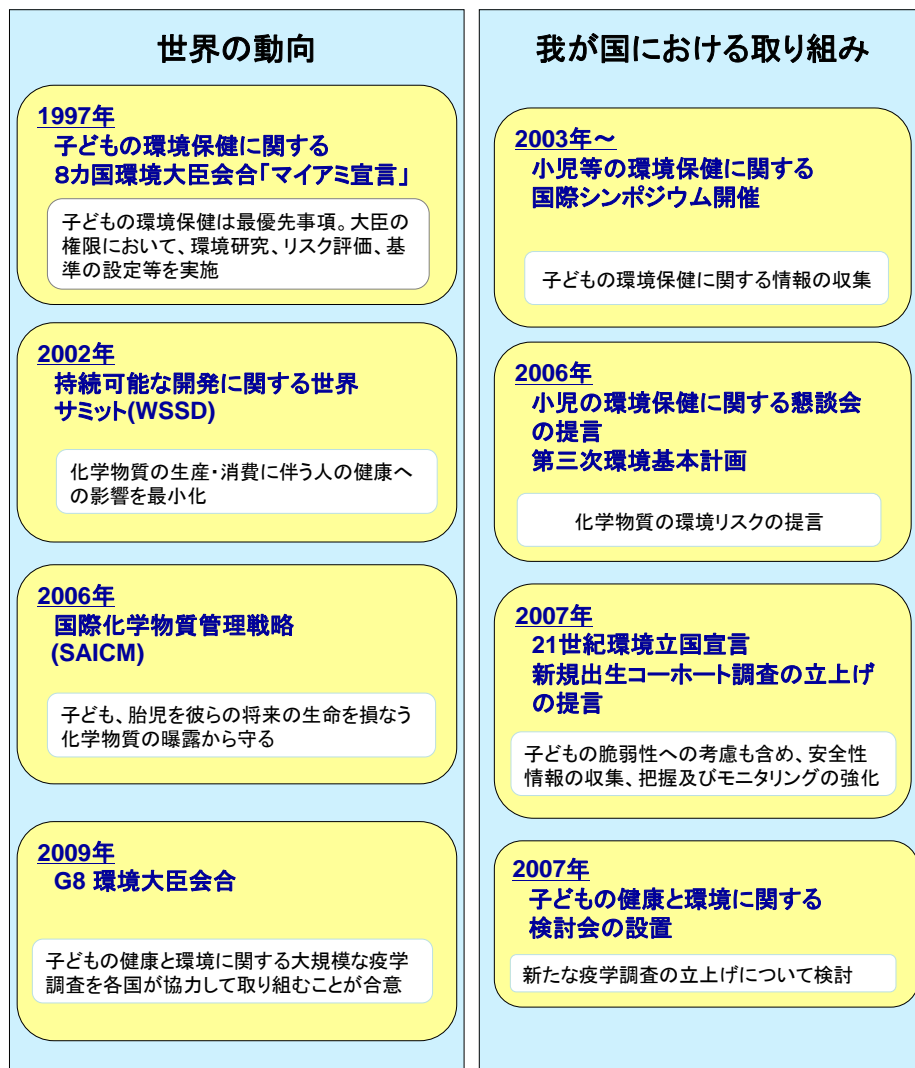 世界の動向
1997年
子どもの環境保健に関する
8カ国環境大臣会合「マイアミ宣言」
子どもの環境保健は最優先事項。大臣の
権限において、環境研究、リスク評価、基
準の設定等を実施
2002年
持続可能な開発に関する世界
サミット(WSSD)
化学物質の生産・消費に伴う人の健康へ
の影響を最小化
2006年
国際化学物質管理戦略
(SAICM)
子ども、胎児を彼らの将来の生命を損なう
化学物質の曝露から守る
2009年
G8 環境大臣会合
子どもの健康と環境に関する大規模な疫学
調査を各国が協力して取り組むことが合意
我が国における取り組み
2003年～
小児等の環境保健に関する
国際シンポジウム開催
子どもの環境保健に関する情報の収集
2006年
小児の環境保健に関する懇談会
の提言
第三次環境基本計画
化学物質の環境リスクの提言
2007年
21世紀環境立国宣言
新規出生コーホート調査の立上げ
の提言
子どもの脆弱性への考慮も含め、安全性
情報の収集、把握及びモニタリングの強化
2007年
子どもの健康と環境に関する
検討会の設置
新たな疫学調査の立上げについて検討